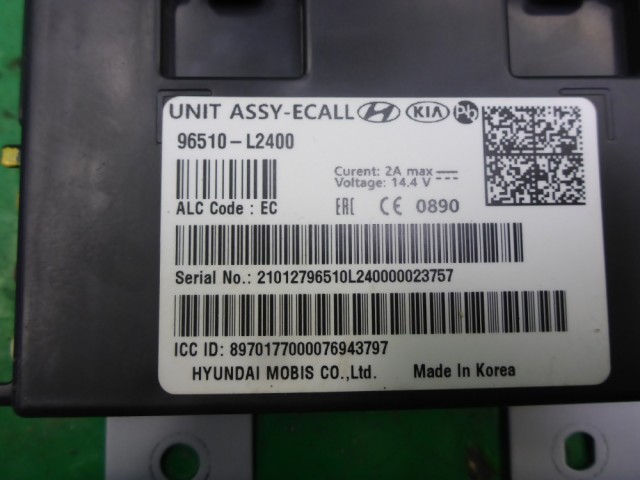 UNIT ASSY-ECALL KIA Pb
96510-L2400
Curent: 2A max
Voltage: 14.4 V
ALC Code : EC
EAC CE 0890
Serial No.: 21012796510L240000023757
ICC ID: 8970177000076943797
HYUNDAI MOBIS CO.,Ltd. Made In Korea